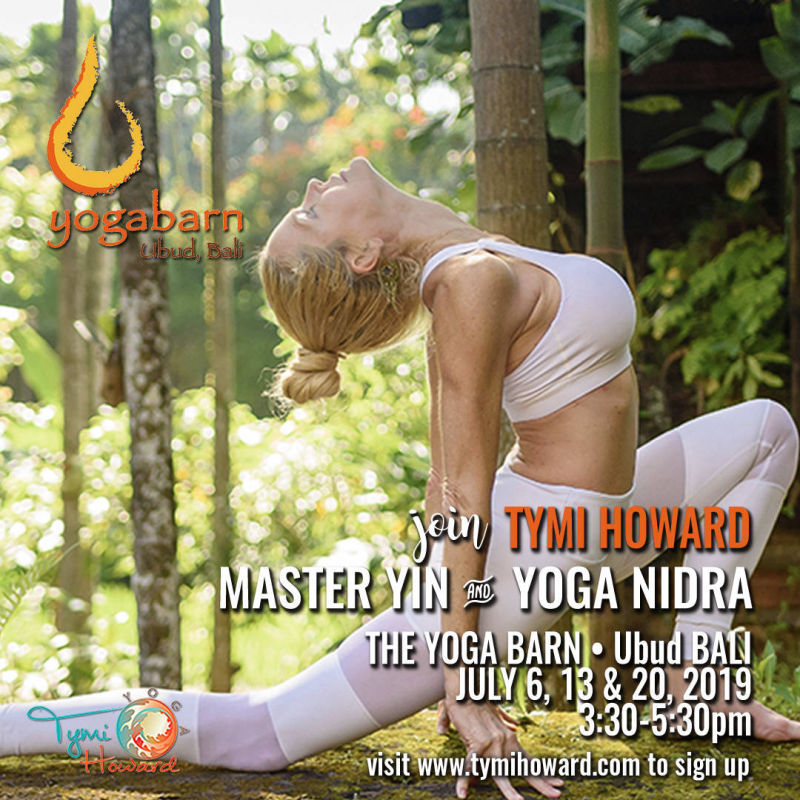 yogabarn
Ubud, Bali
join TYMI HOWARD
MASTER YIN AND YOGA NIDRA
THE YOGA BARN • Ubud BALI
JULY 6, 13 & 20, 2019
3:30-5:30pm
visit www.tymihoward.com to sign up
YOGA
Tymi
Howard